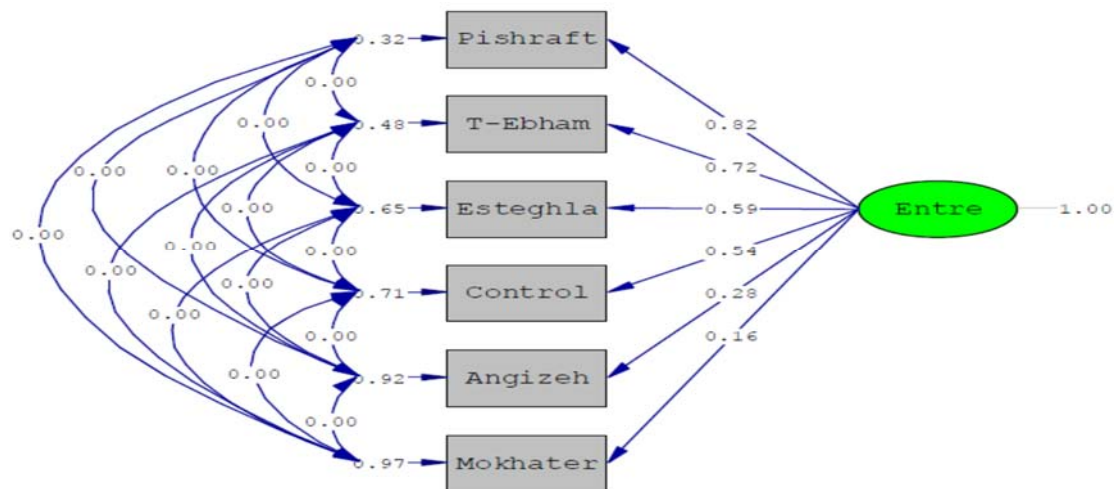 0.32 Pishraft
0.00
0.82
0.00
0.48 T-Ebham
0.72
0.00 0.00 0.00
0.65 Esteghla
0.59
Entre 1.00
0.00
0.00
0.00 0.00
0.54
0.00
0.00
0.71 Control
0.28
0.00
0.00
0.16
0.00
0.92 Angizeh
0.00
0.97 Mokhater